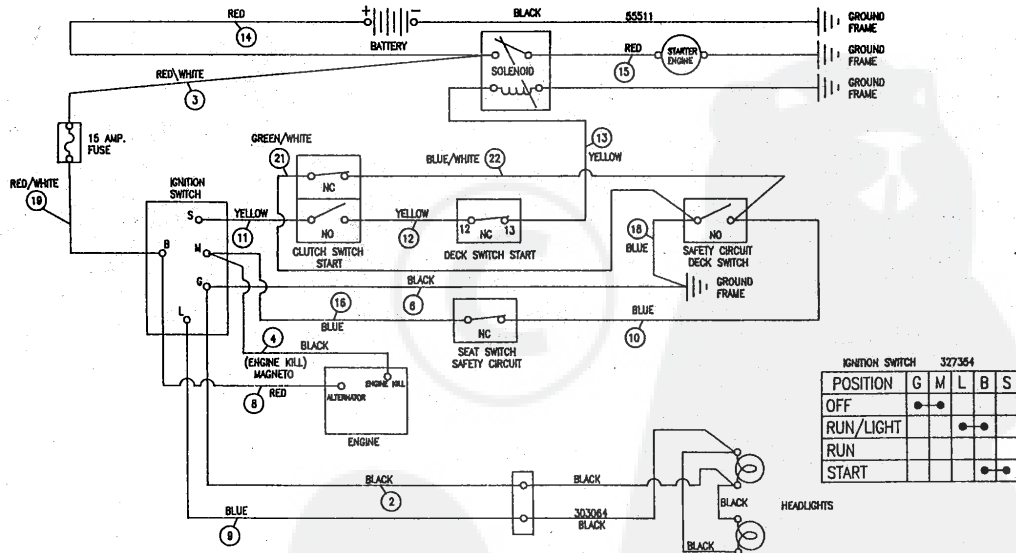 RED
14
+
−
BATTERY
BLACK
55511
GROUND
FRAME
RED\WHITE
3
SOLENOID
RED
15
STARTER
ENGINE
GROUND
FRAME
GROUND
FRAME
15 AMP.
FUSE
GREEN/WHITE
21
NC
BLUE/WHITE
22
13
YELLOW
RED/WHITE
19
IGNITION
SWITCH
S
B
M
G
L
YELLOW
11
NO
CLUTCH SWITCH
START
YELLOW
12
12
13
NC
DECK SWITCH START
18
BLUE
NO
SAFETY CIRCUIT
DECK SWITCH
BLACK
6
GROUND
FRAME
16
BLUE
NC
SEAT SWITCH
SAFETY CIRCUIT
BLUE
10
4
BLACK
(ENGINE KILL)
MAGNETO
RED
8
ENGINE KILL
ALTERNATOR
ENGINE
IGNITION SWITCH 327354
POSITION G M L B S
OFF
RUN/LIGHT
RUN
START
BLACK
2
BLACK
BLUE
9
303064
BLACK
BLACK
HEADLIGHTS
BLACK